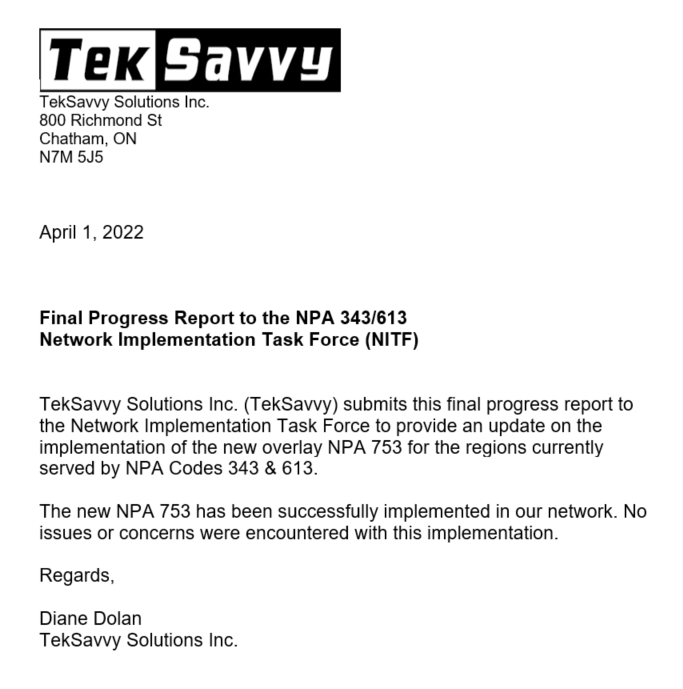 TEK SAVVY
TekSavvy Solutions Inc.
800 Richmond St
Chatham, ON
N7M 5J5
April 1, 2022
Final Progress Report to the NPA 343/613
Network Implementation Task Force (NITF)
TekSavvy Solutions Inc. (TekSavvy) submits this final progress report to
the Network Implementation Task Force to provide an update on the
implementation of the new overlay NPA 753 for the regions currently
served by NPA Codes 343 & 613.
The new NPA 753 has been successfully implemented in our network. No
issues or concerns were encountered with this implementation.
Regards,
Diane Dolan
TekSavvy Solutions Inc.